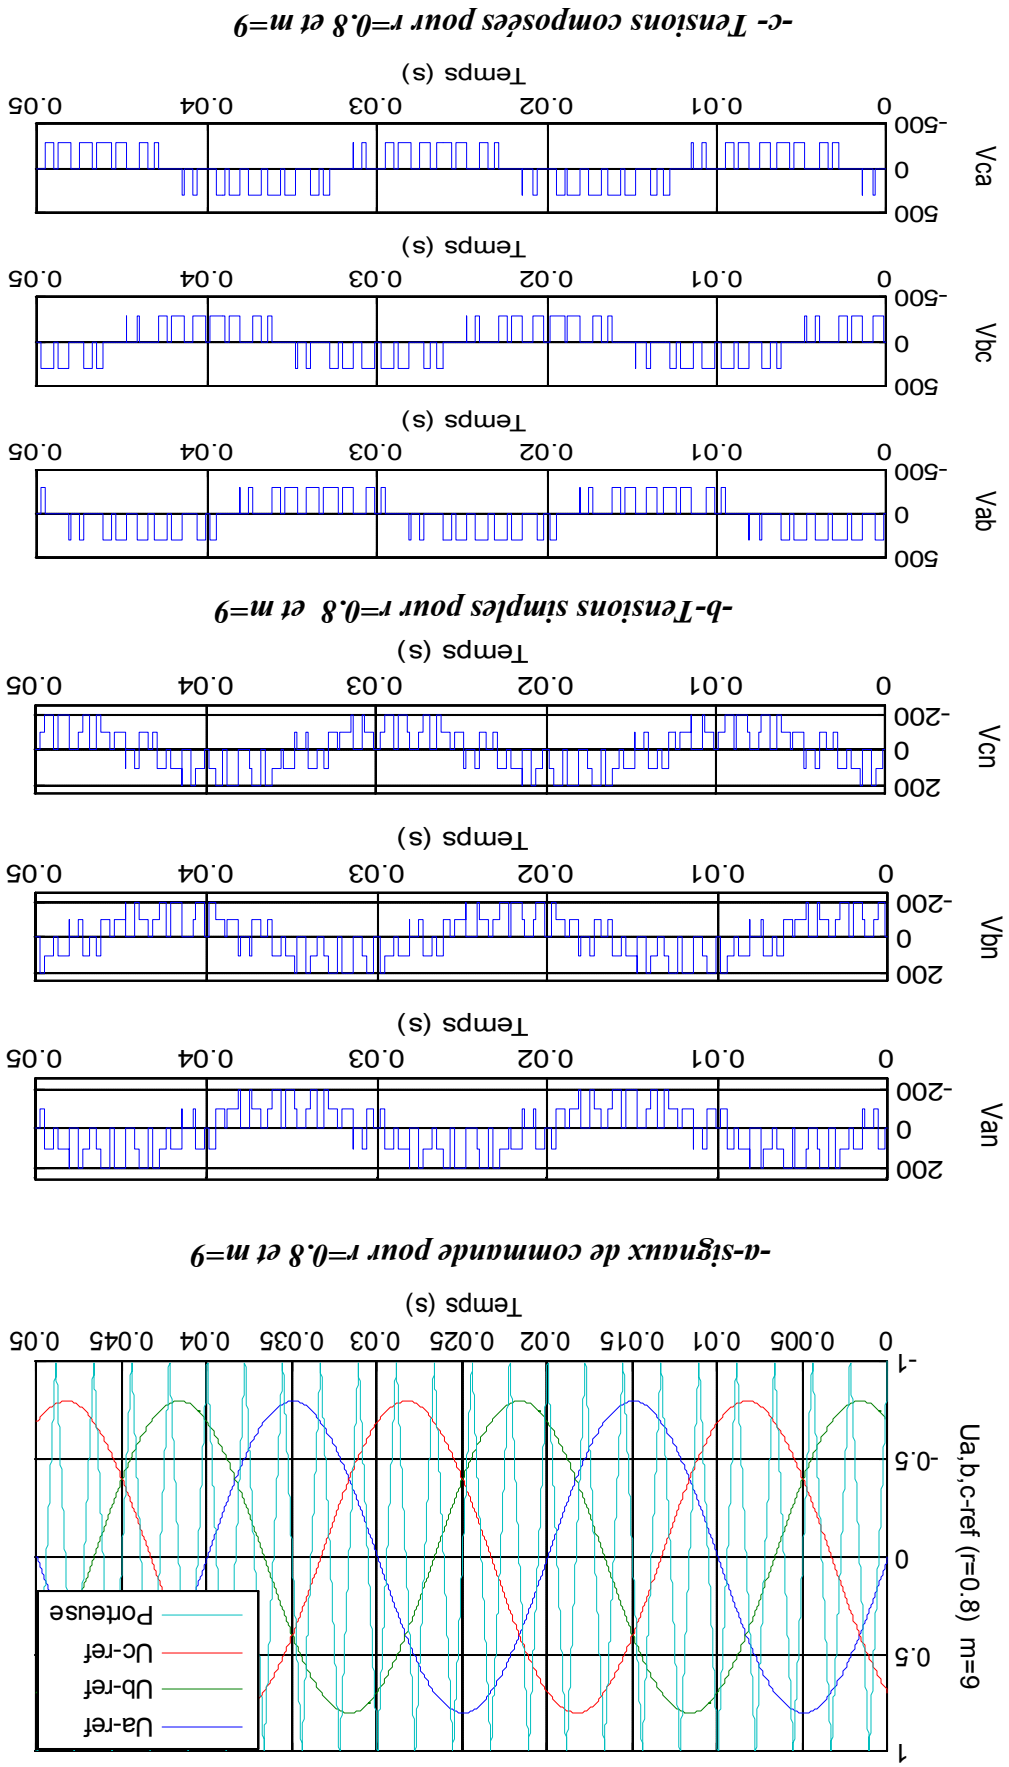 Ua,b,c-ref (r=0.8) m=9
1
0.5
0
-0.5
-1
Ua-ref
Ub-ref
Uc-ref
Porteuse
0 0.005 0.01 0.015 0.02 0.025 0.03 0.035 0.04 0.045 0.05
Temps (s)
-a-signaux de commande pour r=0.8 et m=9
Van
200
0
-200
0 0.01 0.02 0.03 0.04 0.05
Temps (s)
Vbn
200
0
-200
0 0.01 0.02 0.03 0.04 0.05
Temps (s)
Vcn
200
0
-200
0 0.01 0.02 0.03 0.04 0.05
Temps (s)
-b-Tensions simples pour r=0.8 et m=9
Vab
500
0
-500
0 0.01 0.02 0.03 0.04 0.05
Temps (s)
Vbc
500
0
-500
0 0.01 0.02 0.03 0.04 0.05
Temps (s)
Vca
500
0
-500
0 0.01 0.02 0.03 0.04 0.05
Temps (s)
-c- Tensions composées pour r=0.8 et m=9